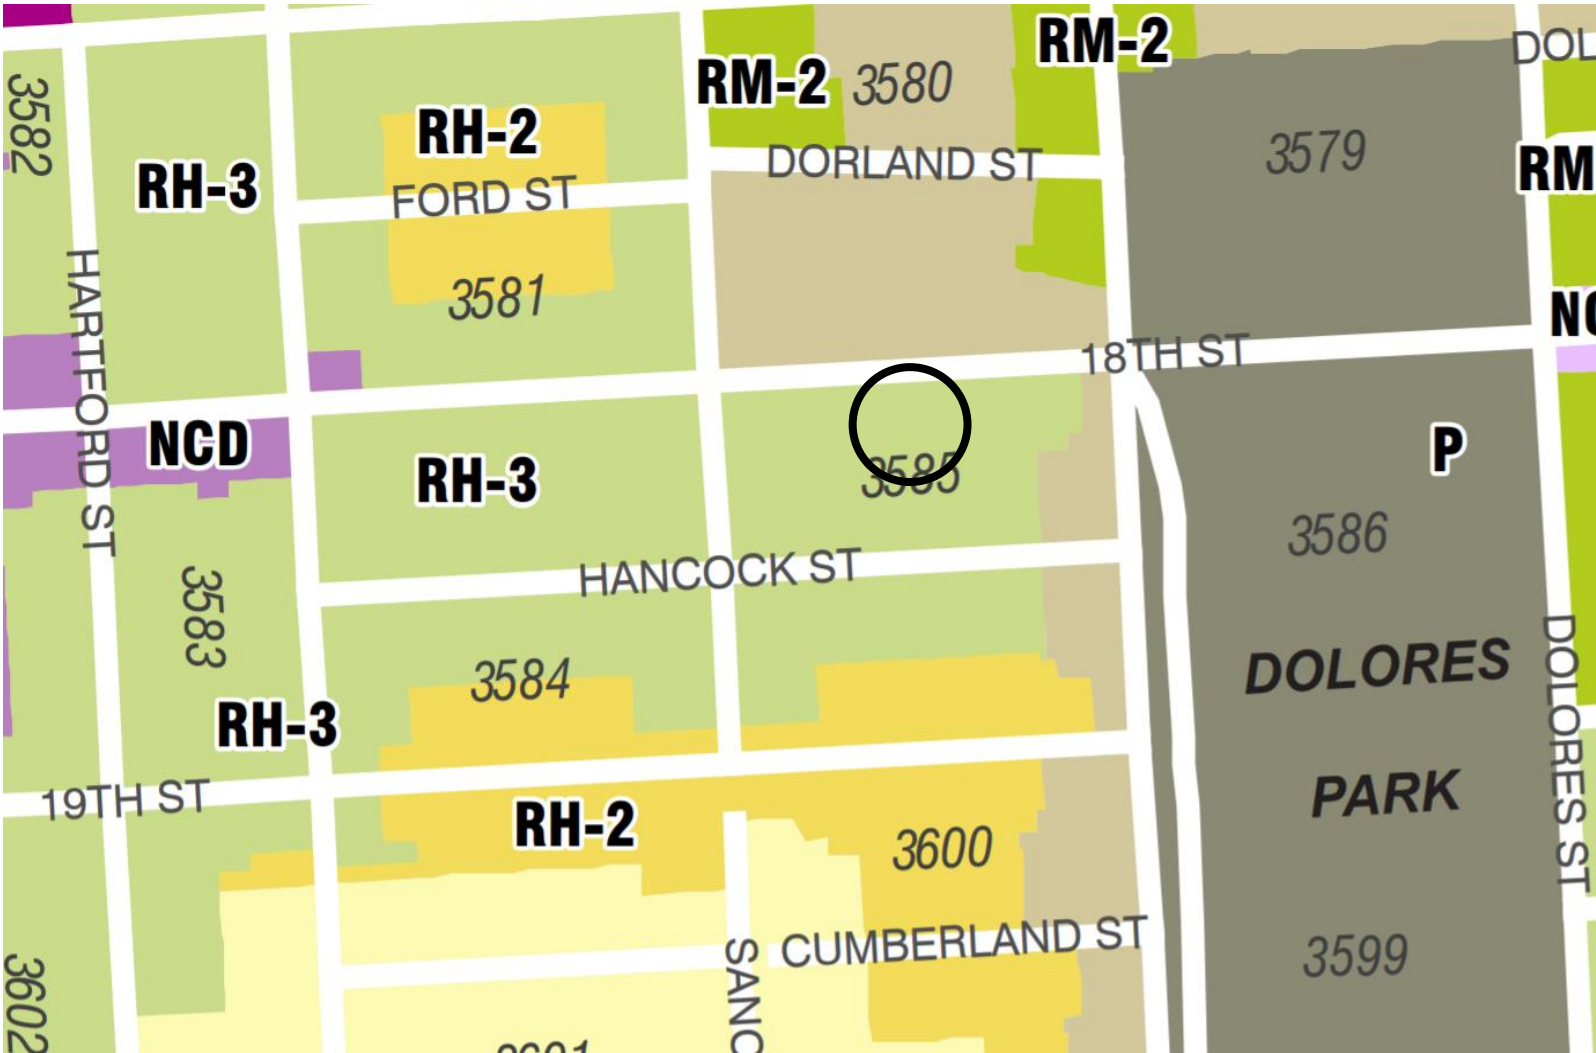 RM-2
DOL
3582
RH-2
RM-2
3580
3579
RH-3
FORD ST
DORLAND ST
RM
3581
HARTFORD ST
18TH ST
NC
NCD
RH-3
3585
P
3586
HANCOCK ST
3583
3584
DOLORES
RH-3
PARK
DOLORES ST
19TH ST
RH-2
3600
CUMBERLAND ST
3599
3602
SANC